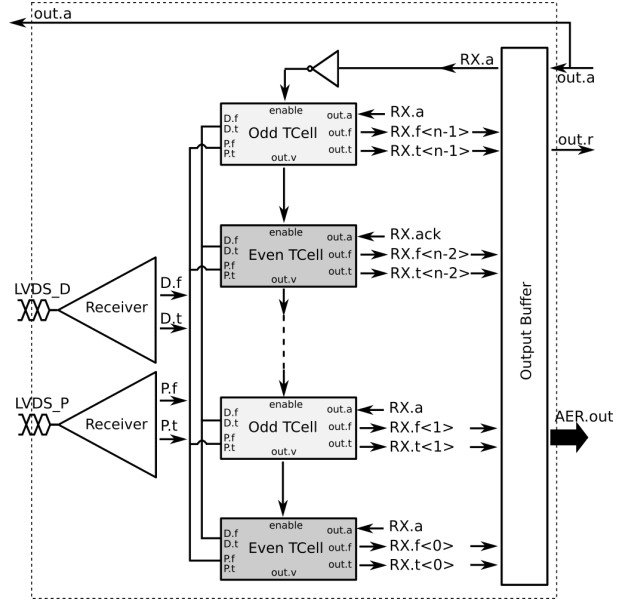 out.a
RX.a
out.a
enable
D.f
D.t
P.f
P.t
Odd TCell
out.a
out.f
out.t
out.v
RX.a
RX.f<n-1>
RX.t<n-1>
out.r
enable
D.f
D.t
P.f
P.t
Even TCell
out.a
out.f
out.t
out.v
RX.ack
RX.f<n-2>
RX.t<n-2>
LVDS_D
Receiver
D.f
D.t
Output Buffer
LVDS_P
Receiver
P.f
P.t
enable
D.f
D.t
P.f
P.t
Odd TCell
out.a
out.f
out.t
out.v
RX.a
RX.f<1>
RX.t<1>
AER.out
enable
D.f
D.t
P.f
P.t
Even TCell
out.a
out.f
out.t
out.v
RX.a
RX.f<0>
RX.t<0>